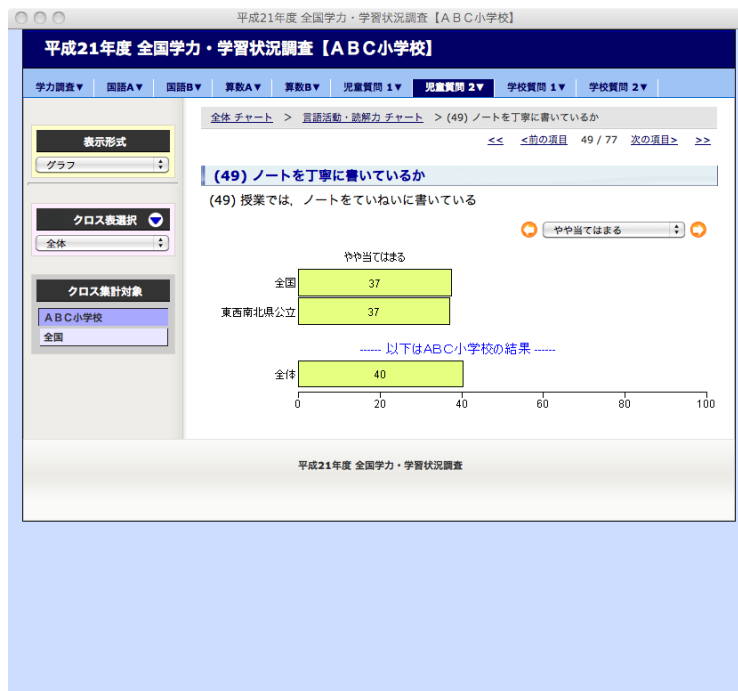 平成21年度 全国学力・学習状況調査【ＡＢＣ小学校】
平成21年度 全国学力・学習状況調査【ＡＢＣ小学校】
学力調査▼ 国語A▼ 国語B▼ 算数A▼ 算数B▼ 児童質問 1▼ 児童質問 2▼ 学校質問 1▼ 学校質問 2▼
全体 チャート > 言語活動・読解力 チャート > (49) ノートを丁寧に書いているか
<< <前の項目 49 / 77 次の項目> >>
表示形式
グラフ
(49) ノートを丁寧に書いているか
(49) 授業では，ノートをていねいに書いている
クロス表選択
全体
やや当てはまる
やや当てはまる
全国 37
東西南北県公立 37
クロス集計対象
ＡＢＣ小学校
全国
------ 以下はＡＢＣ小学校の結果 ------
全体 40
0 20 40 60 80 100
平成21年度 全国学力・学習状況調査